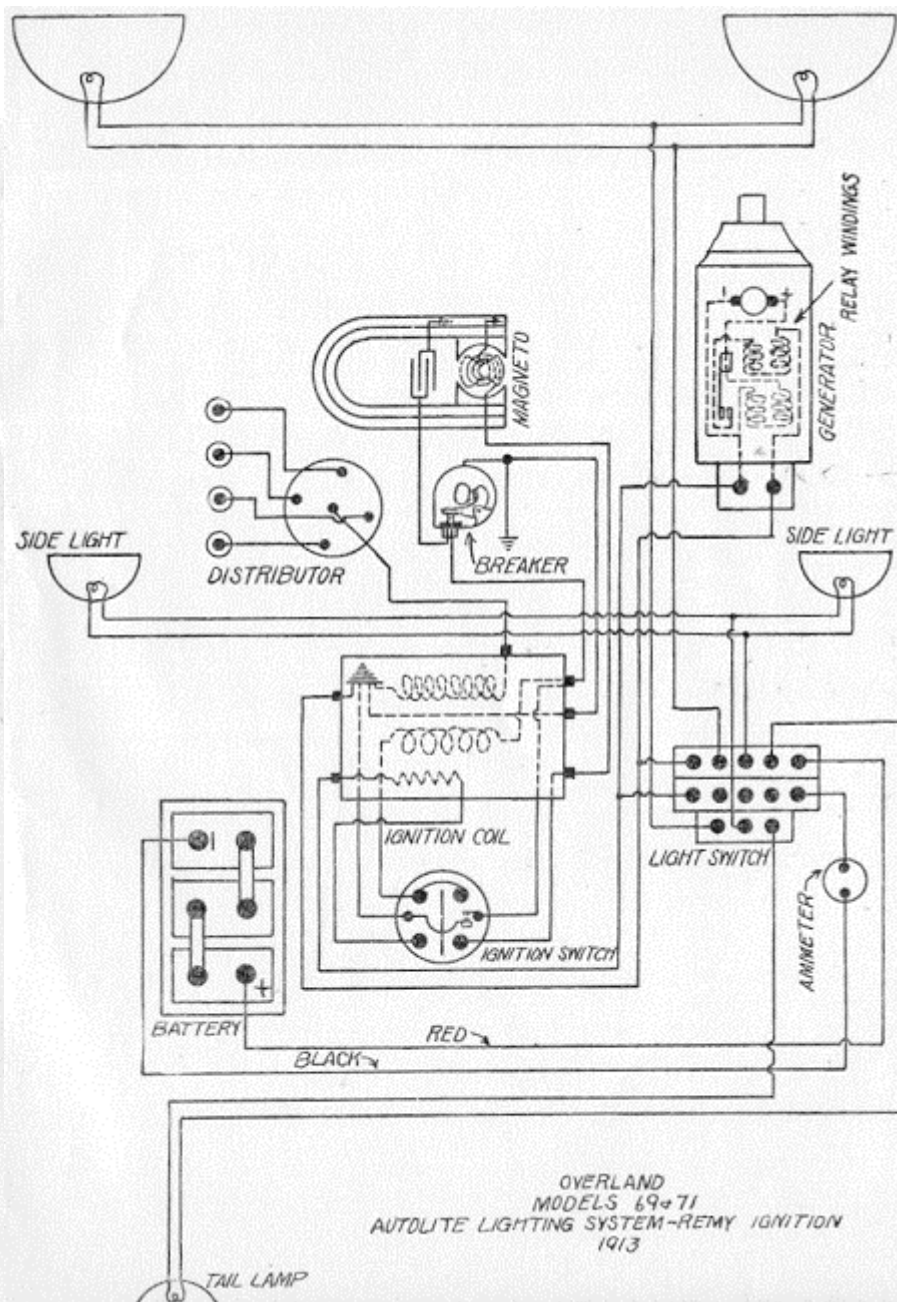 RELAY WINDINGS
GENERATOR
MAGNETO
SIDE LIGHT
DISTRIBUTOR
BREAKER
SIDE LIGHT
IGNITION COIL
LIGHT SWITCH
AMMETER
IGNITION SWITCH
BATTERY
RED
BLACK
OVERLAND
MODELS 69&71
AUTOLITE LIGHTING SYSTEM-REMY IGNITION
1913
TAIL LAMP